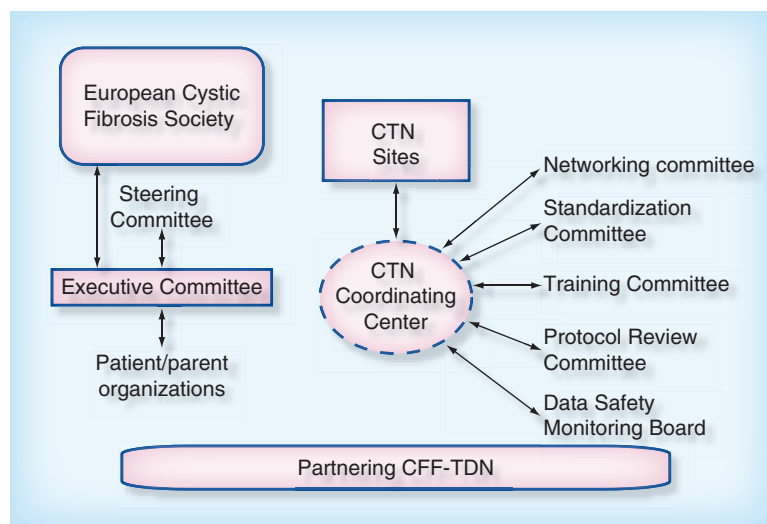 European Cystic
Fibrosis Society
Steering
Committee
Executive Committee
Patient/parent
organizations
CTN
Sites
CTN
Coordinating
Center
Networking committee
Standardization
Committee
Training Committee
Protocol Review
Committee
Data Safety
Monitoring Board
Partnering CFF-TDN